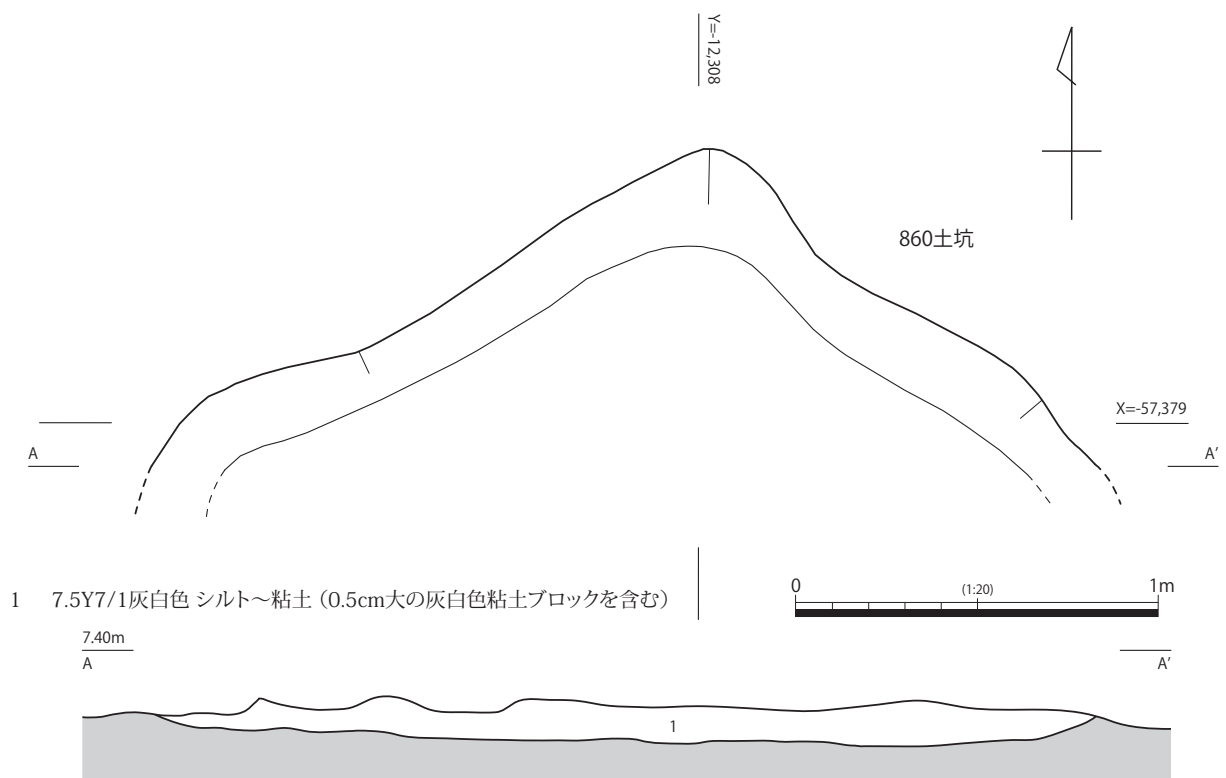 Y=-12,308
860土坑
X=-57,379
A
A’
1 7.5Y7/1灰白色 シルト～粘土（0.5cm大の灰白色粘土ブロックを含む）
0
(1:20)
1m
7.40m
A
A’
1